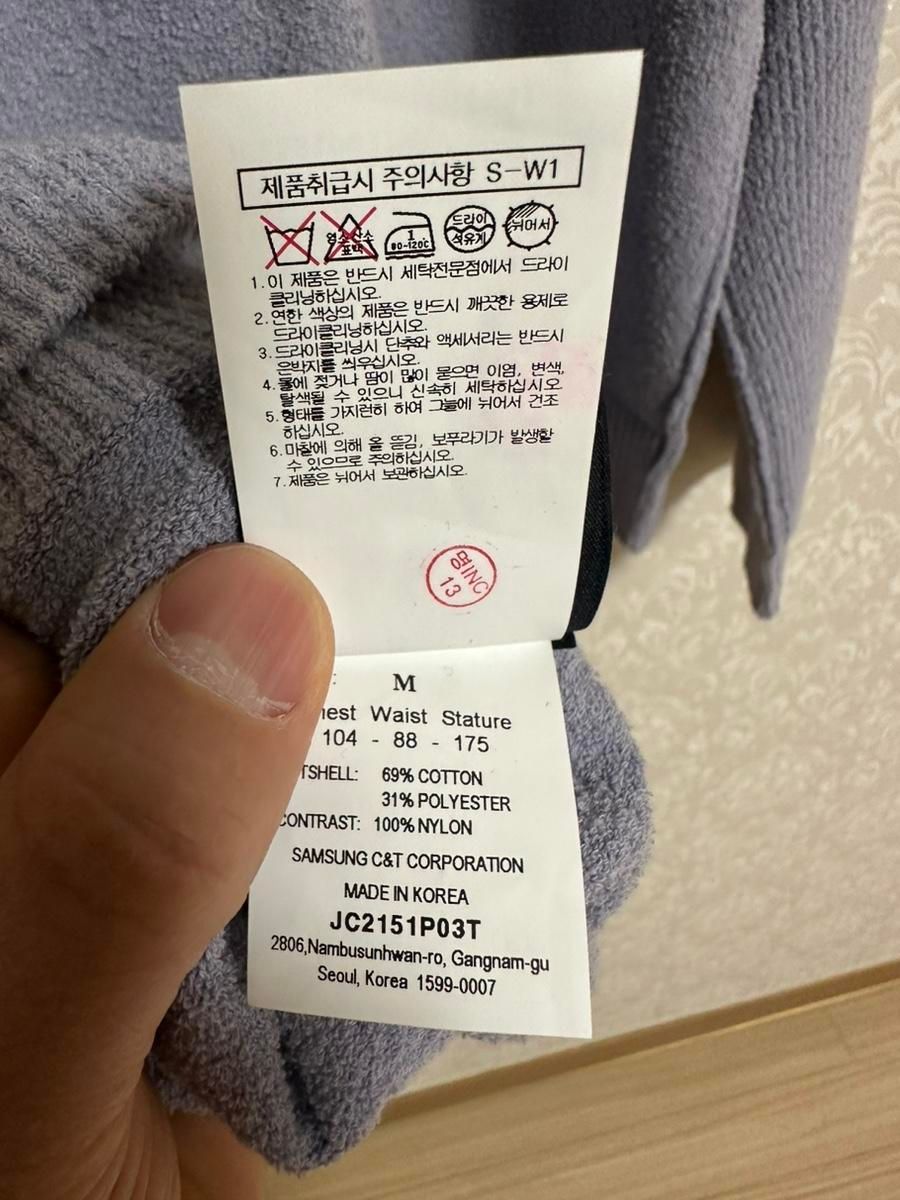 제품취급시 주의사항 S-W1
염소산소
표백
1
80~120℃
드라이
석유계
뉘어서
1. 이 제품은 반드시 세탁전문점에서 드라이
클리닝하십시오.
2. 연한 색상의 제품은 반드시 깨끗한 용제로
드라이클리닝하십시오.
3. 드라이클리닝시 단추와 액세서리는 반드시
은박지를 씌우십시오.
4. 물에 젖거나 땀이 많이 묻으면 이염, 변색,
탈색될 수 있으니 신속히 세탁하십시오.
5. 형태를 가지런히 하여 그늘에 뉘어서 건조
하십시오.
6. 마찰에 의해 올 뜯김, 보푸라기가 발생할
수 있으므로 주의하십시오.
7. 제품은 뉘어서 보관하십시오.
명INC
13
: M
hest Waist Stature
104 - 88 - 175
TSHELL: 69% COTTON
31% POLYESTER
CONTRAST: 100% NYLON
SAMSUNG C&T CORPORATION
MADE IN KOREA
JC2151P03T
2806,Nambusunhwan-ro, Gangnam-gu
Seoul, Korea 1599-0007